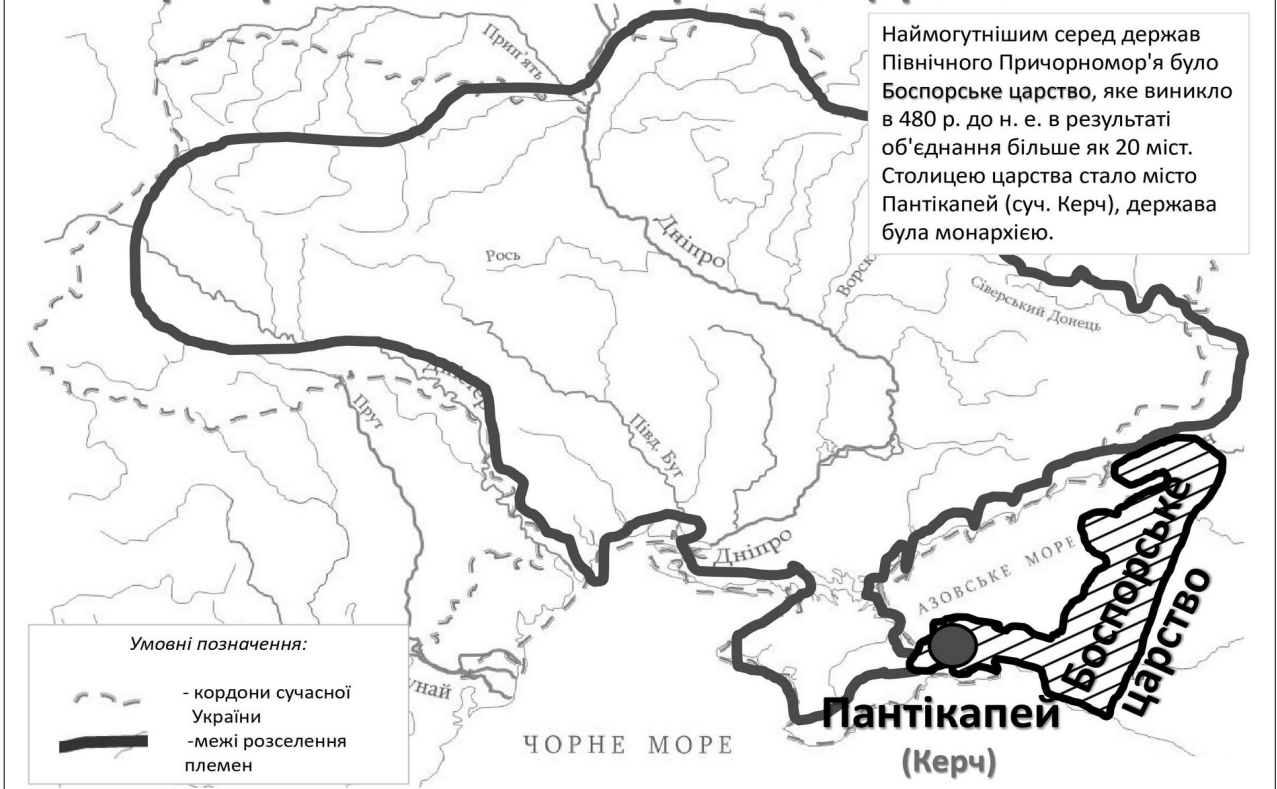 Наймогутнішим серед держав
Північного Причорномор'я було
Боспорське царство, яке виникло
в 480 р. до н. е. в результаті
об'єднання більше як 20 міст.
Столицею царства стало місто
Пантікапей (суч. Керч), держава
була монархією.
Прип'ять
Дніпро
Рось
Сіверський Донець
Прут
Півд. Буг
Дніпро
АЗОВСЬКЕ МОРЕ
Боспорське
царство
Умовні позначення:
- кордони сучасної
України
-межі розселення
племен
Пантікапей
(Керч)
ЧОРНЕ МОРЕ